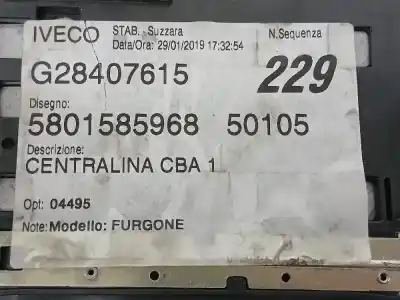 IVECO STAB. - Suzzara N.Sequenza
Data/Ora: 29/01/2019 17:32:54
G28407615 229
Disegno:
5801585968 50105
Descrizione:
CENTRALINA CBA 1
Opt: 04495
Note: Modello: FURGONE